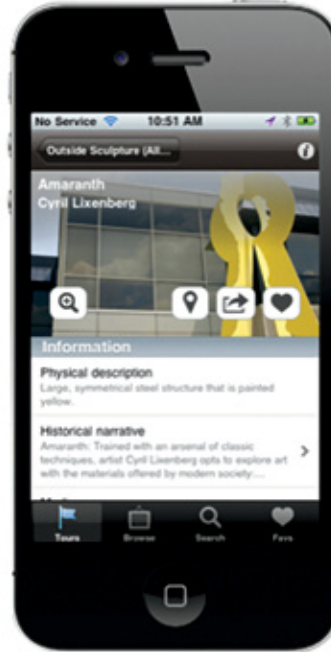 No Service 10:51 AM
Outside Sculpture (All...
Amaranth
Cyril Lixenberg
Information
Physical description
Large, symmetrical steel structure that is painted
yellow.
Historical narrative
Amaranth: Trained with an arsenal of classic
techniques, artist Cyril Lixenberg opts to explore art
with the materials offered by modern society:...
Tours Browse Search Favs